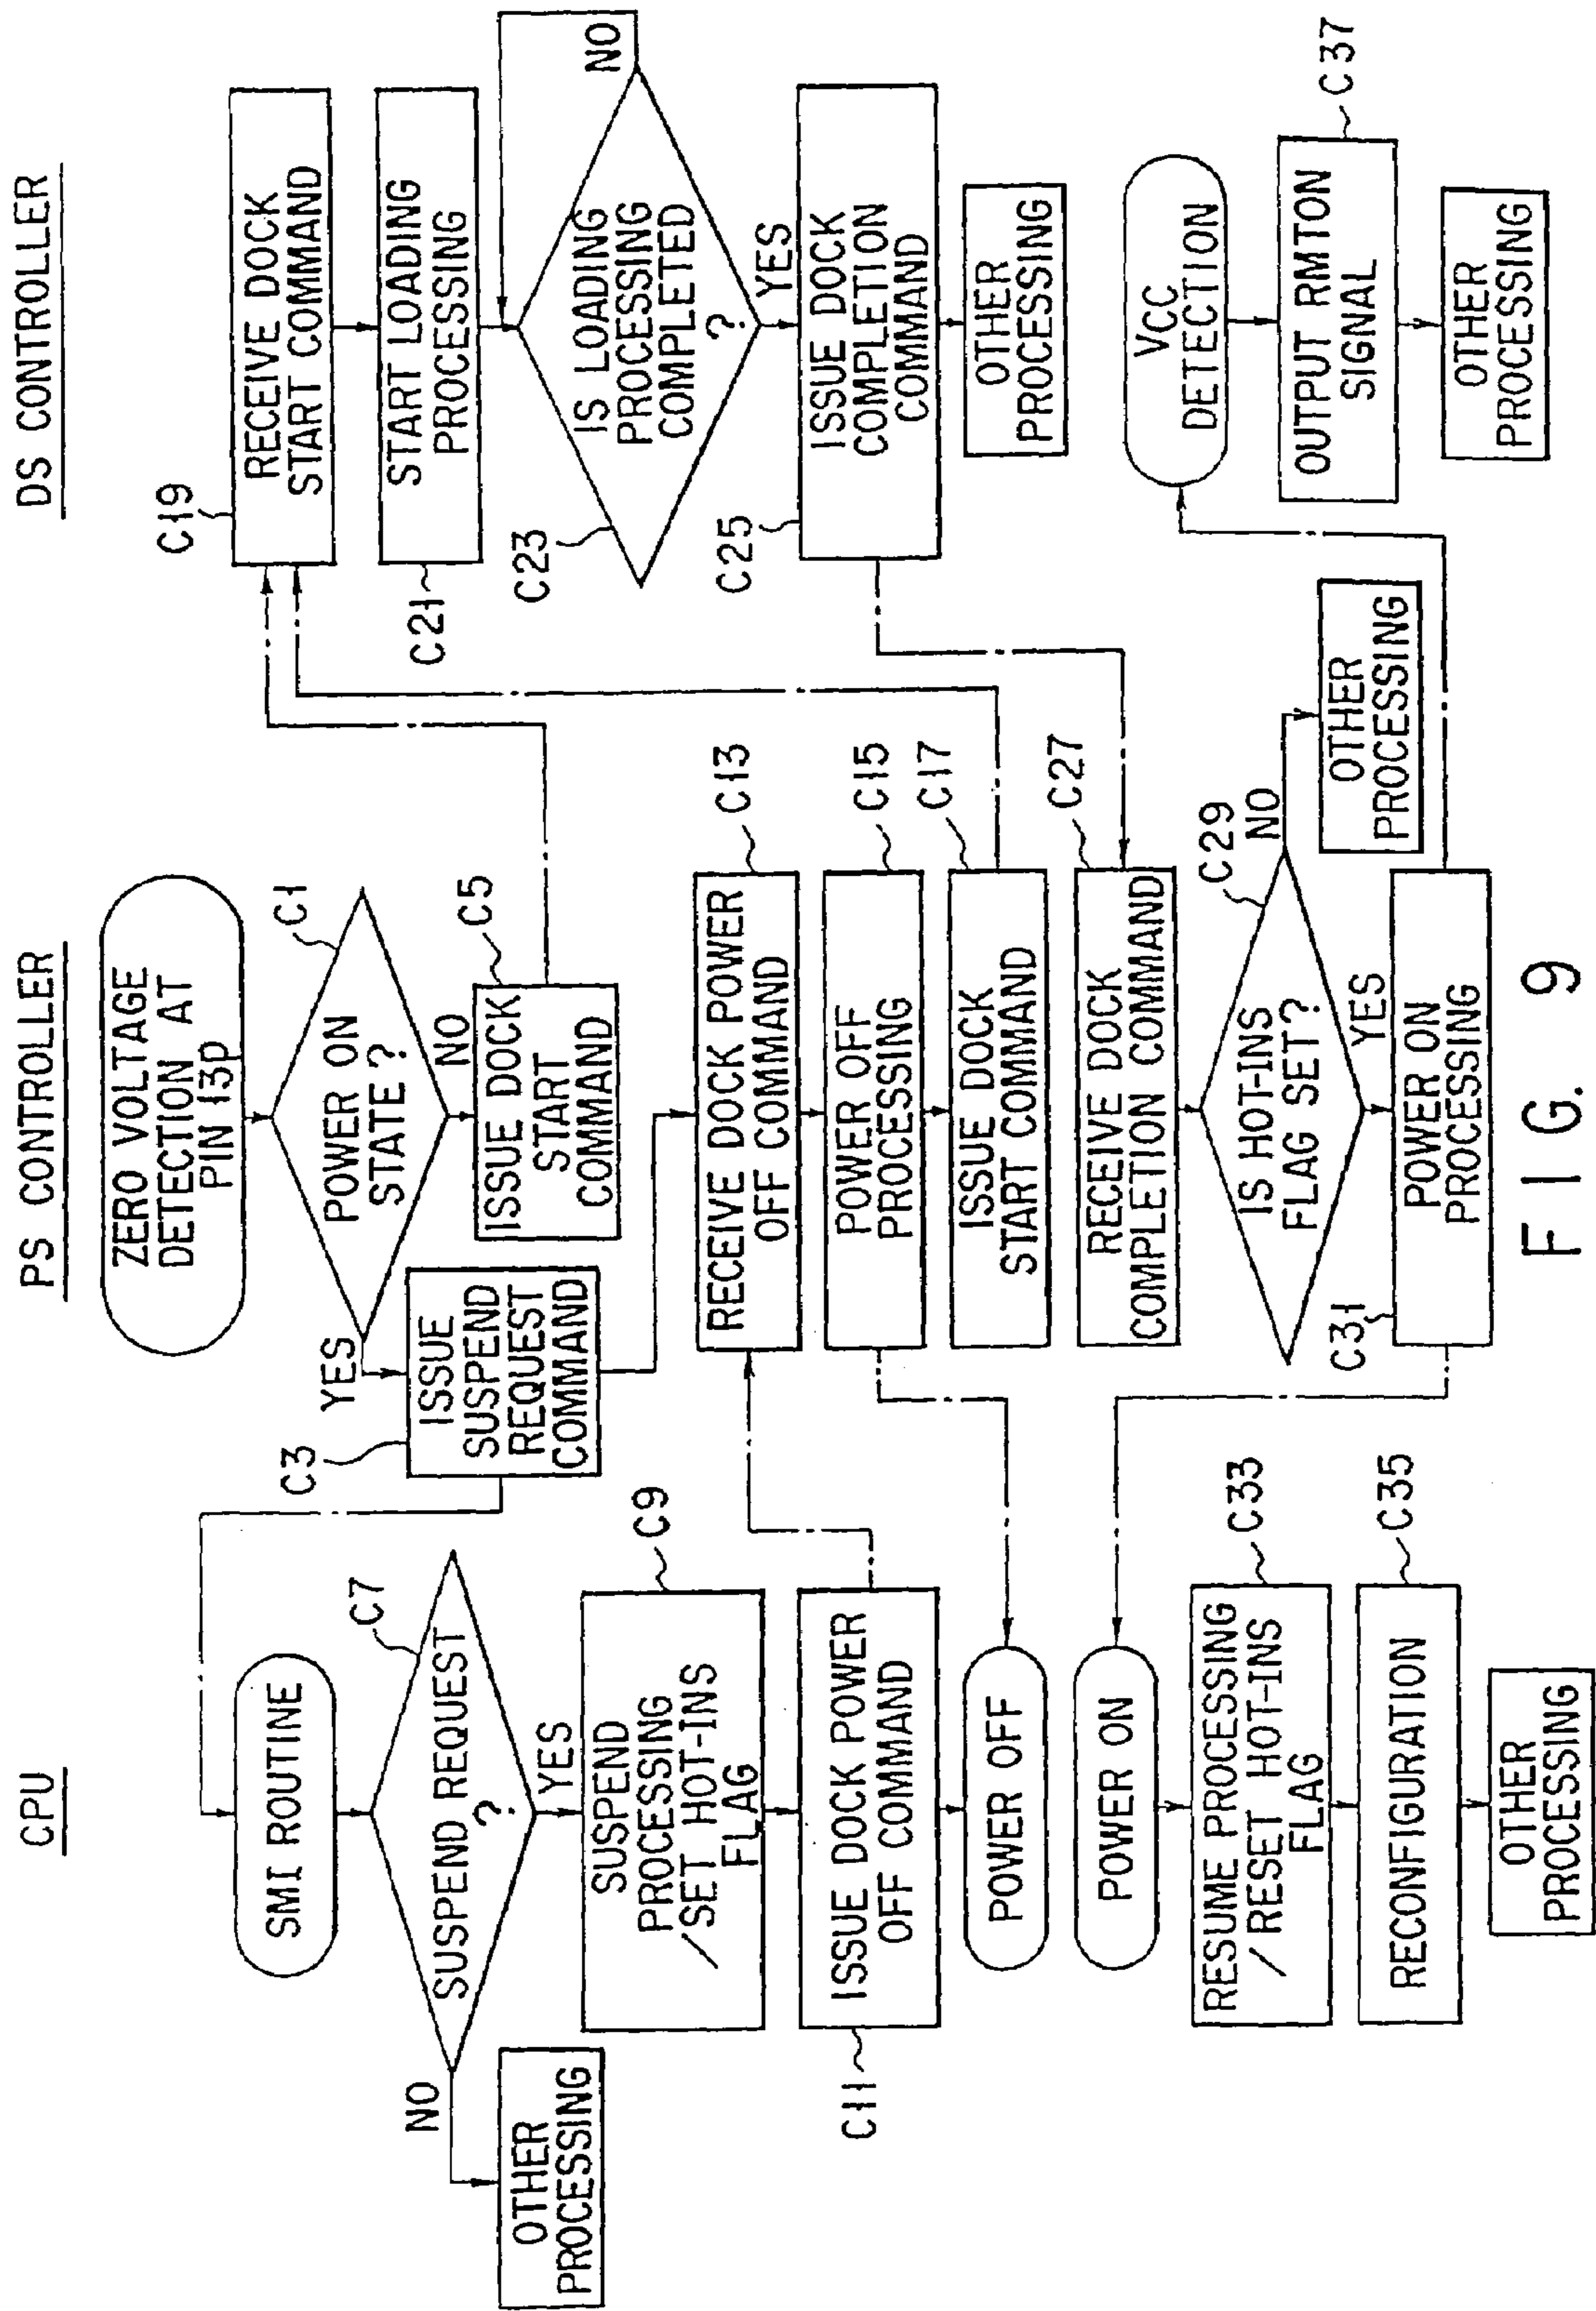 CPU
SMI ROUTINE
C7
SUSPEND REQUEST
?
NO
OTHER
PROCESSING
YES
C9
SUSPEND
PROCESSING
/SET HOT-INS
FLAG
C11
ISSUE DOCK POWER
OFF COMMAND
POWER OFF
POWER ON
C33
RESUME PROCESSING
/RESET HOT-INS
FLAG
C35
RECONFIGURATION
OTHER
PROCESSING
PS CONTROLLER
ZERO VOLTAGE
DETECTION AT
PIN 13p
C1
POWER ON
STATE?
YES
NO
C3
ISSUE
SUSPEND
REQUEST
COMMAND
C5
ISSUE DOCK
START
COMMAND
C13
RECEIVE DOCK POWER
OFF COMMAND
C15
POWER OFF
PROCESSING
C17
ISSUE DOCK
START COMMAND
C27
RECEIVE DOCK
COMPLETION COMMAND
C29
IS HOT-INS
FLAG SET?
NO
OTHER
PROCESSING
YES
C31
POWER ON
PROCESSING
DS CONTROLLER
C19
RECEIVE DOCK
START COMMAND
C21
START LOADING
PROCESSING
C23
IS LOADING
PROCESSING
COMPLETED
?
NO
YES
C25
ISSUE DOCK
COMPLETION
COMMAND
OTHER
PROCESSING
VCC
DETECTION
C37
OUTPUT RMTON
SIGNAL
OTHER
PROCESSING
FIG. 9